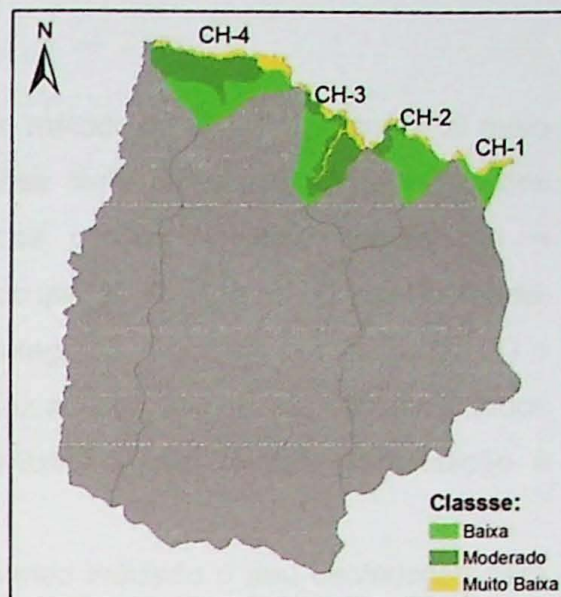 N
CH-4
CH-3
CH-2
CH-1
Classse:
Baixa
Moderado
Muito Baixa